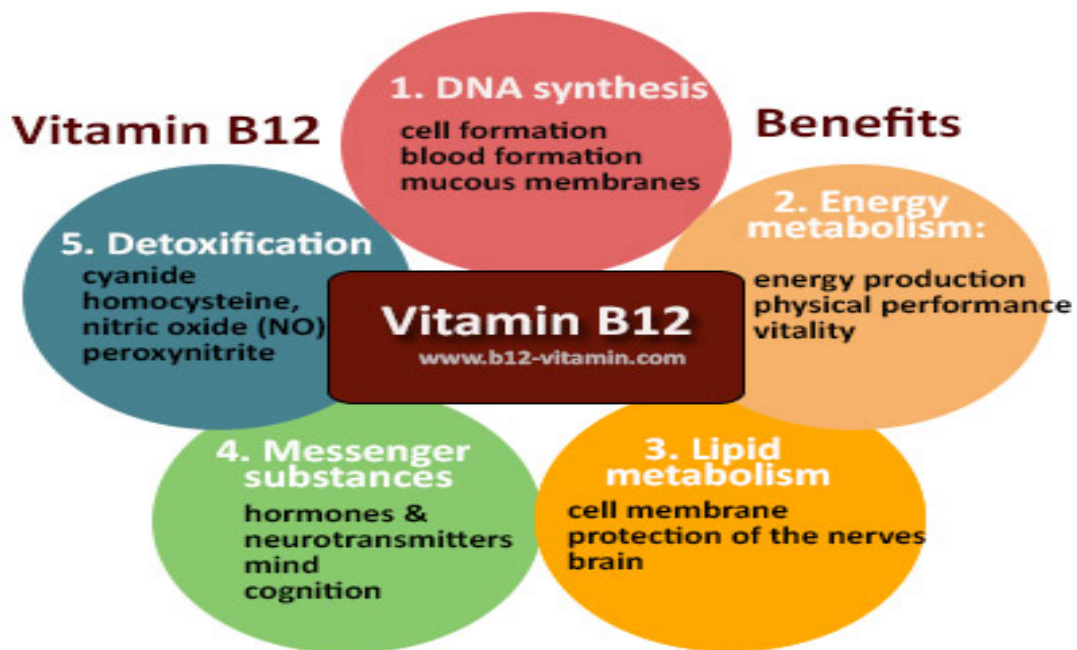 Vitamin B12
Benefits
1. DNA synthesis
cell formation
blood formation
mucous membranes
2. Energy
metabolism:
energy production
physical performance
vitality
3. Lipid
metabolism
cell membrane
protection of the nerves
brain
4. Messenger
substances
hormones &
neurotransmitters
mind
cognition
5. Detoxification
cyanide
homocysteine,
nitric oxide (NO)
peroxynitrite
Vitamin B12
www.b12-vitamin.com